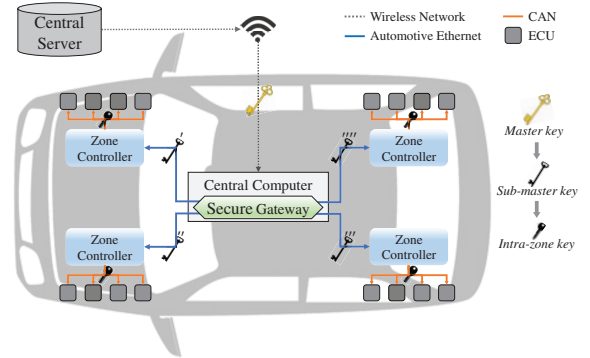 Central
Server
Wireless Network
CAN
Automotive Ethernet
ECU
Zone
Controller
′
′′′′
Zone
Controller
Master key
Central Computer
Secure Gateway
Sub-master key
Zone
Controller
′′
′′′
Zone
Controller
Intra-zone key